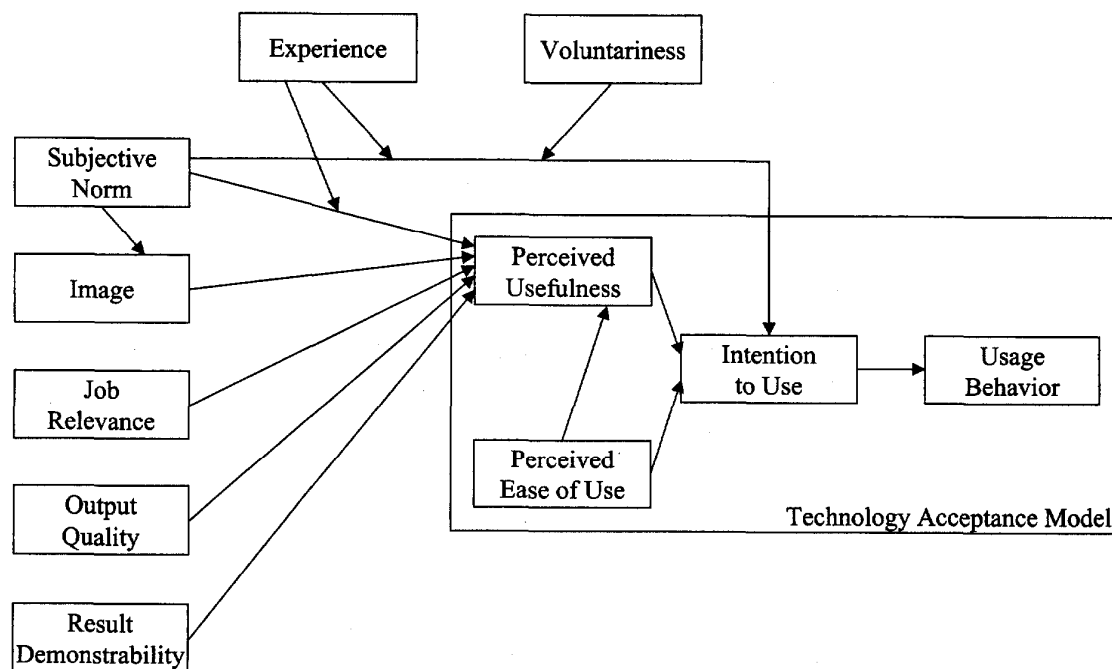 Experience
Voluntariness
Subjective
Norm
Image
Job
Relevance
Output
Quality
Result
Demonstrability
Perceived
Usefulness
Perceived
Ease of Use
Intention
to Use
Usage
Behavior
Technology Acceptance Model